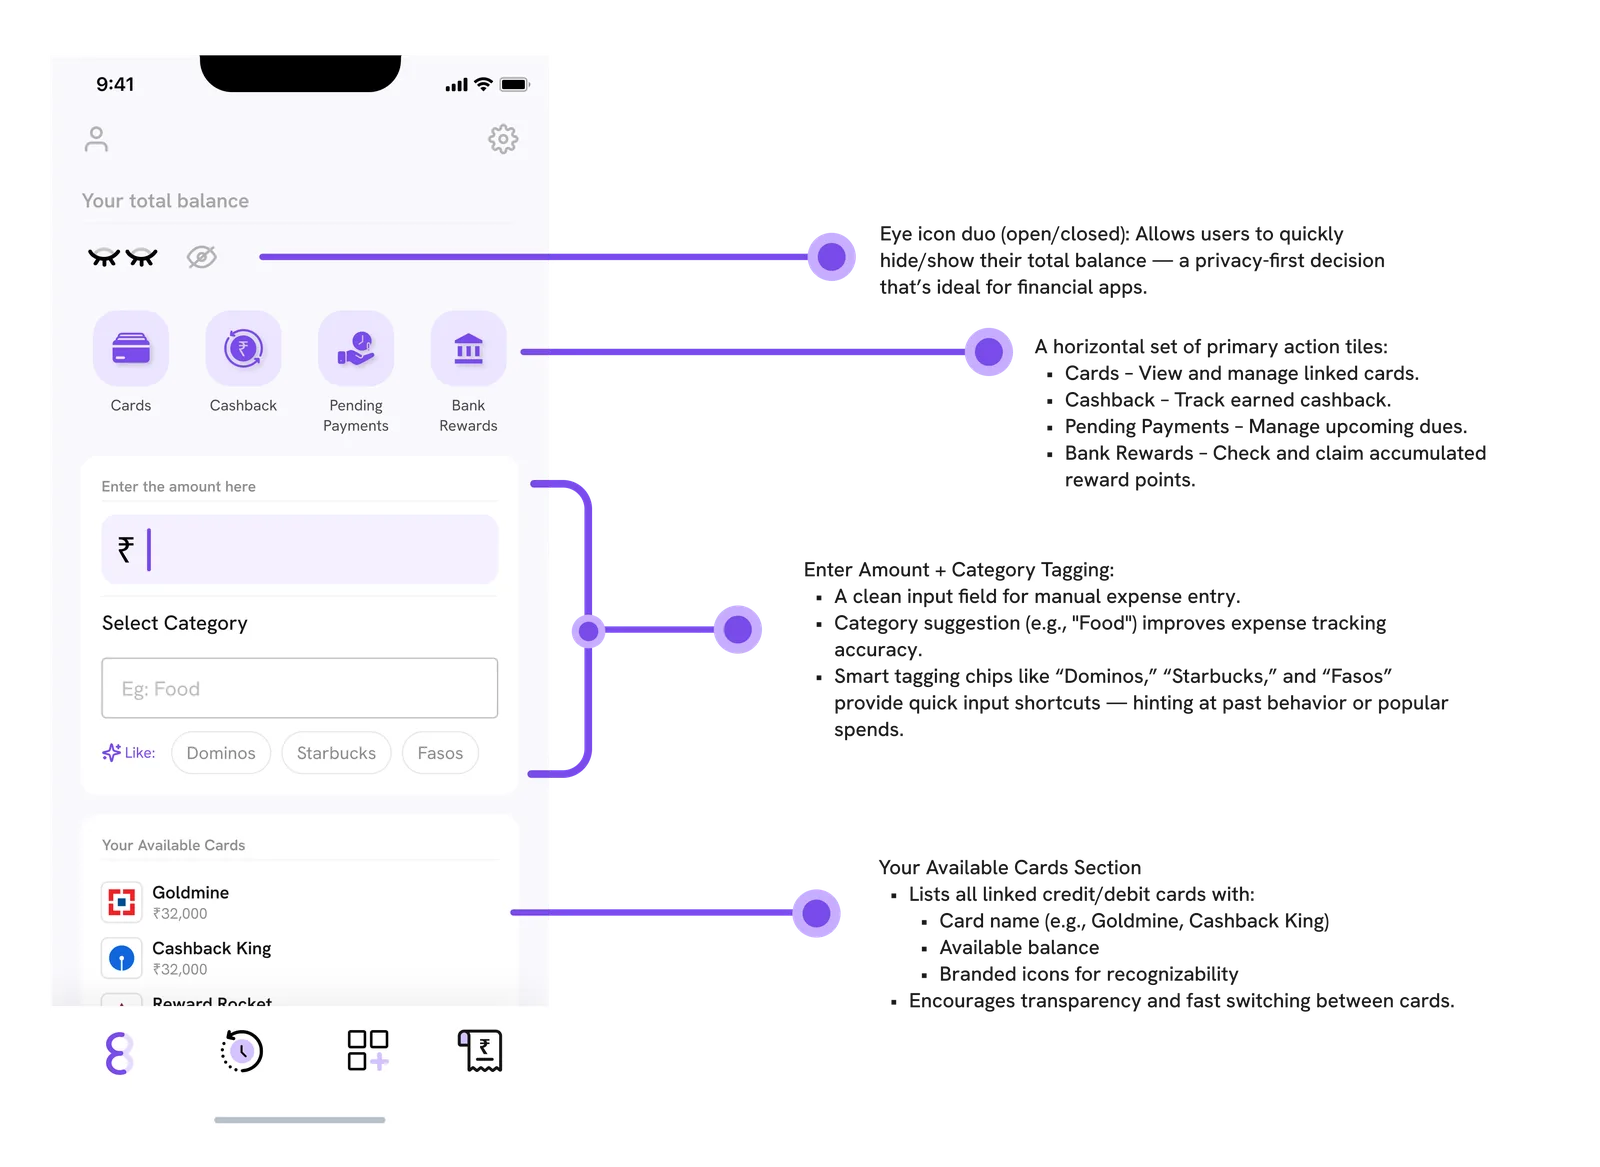 9:41
Your total balance
Eye icon duo (open/closed): Allows users to quickly
hide/show their total balance — a privacy-first decision
that’s ideal for financial apps.
Cards
Cashback
Pending
Payments
Bank
Rewards
A horizontal set of primary action tiles:
▪ Cards – View and manage linked cards.
▪ Cashback – Track earned cashback.
▪ Pending Payments – Manage upcoming dues.
▪ Bank Rewards – Check and claim accumulated
reward points.
Enter the amount here
₹
Select Category
Eg: Food
Like:
Dominos
Starbucks
Fasos
Enter Amount + Category Tagging:
▪ A clean input field for manual expense entry.
▪ Category suggestion (e.g., "Food") improves expense tracking
accuracy.
▪ Smart tagging chips like “Dominos,” “Starbucks,” and “Fasos”
provide quick input shortcuts — hinting at past behavior or popular
spends.
Your Available Cards
Goldmine
₹32,000
Cashback King
₹32,000
Reward Rocket
Your Available Cards Section
▪ Lists all linked credit/debit cards with:
▪ Card name (e.g., Goldmine, Cashback King)
▪ Available balance
▪ Branded icons for recognizability
▪ Encourages transparency and fast switching between cards.
₹